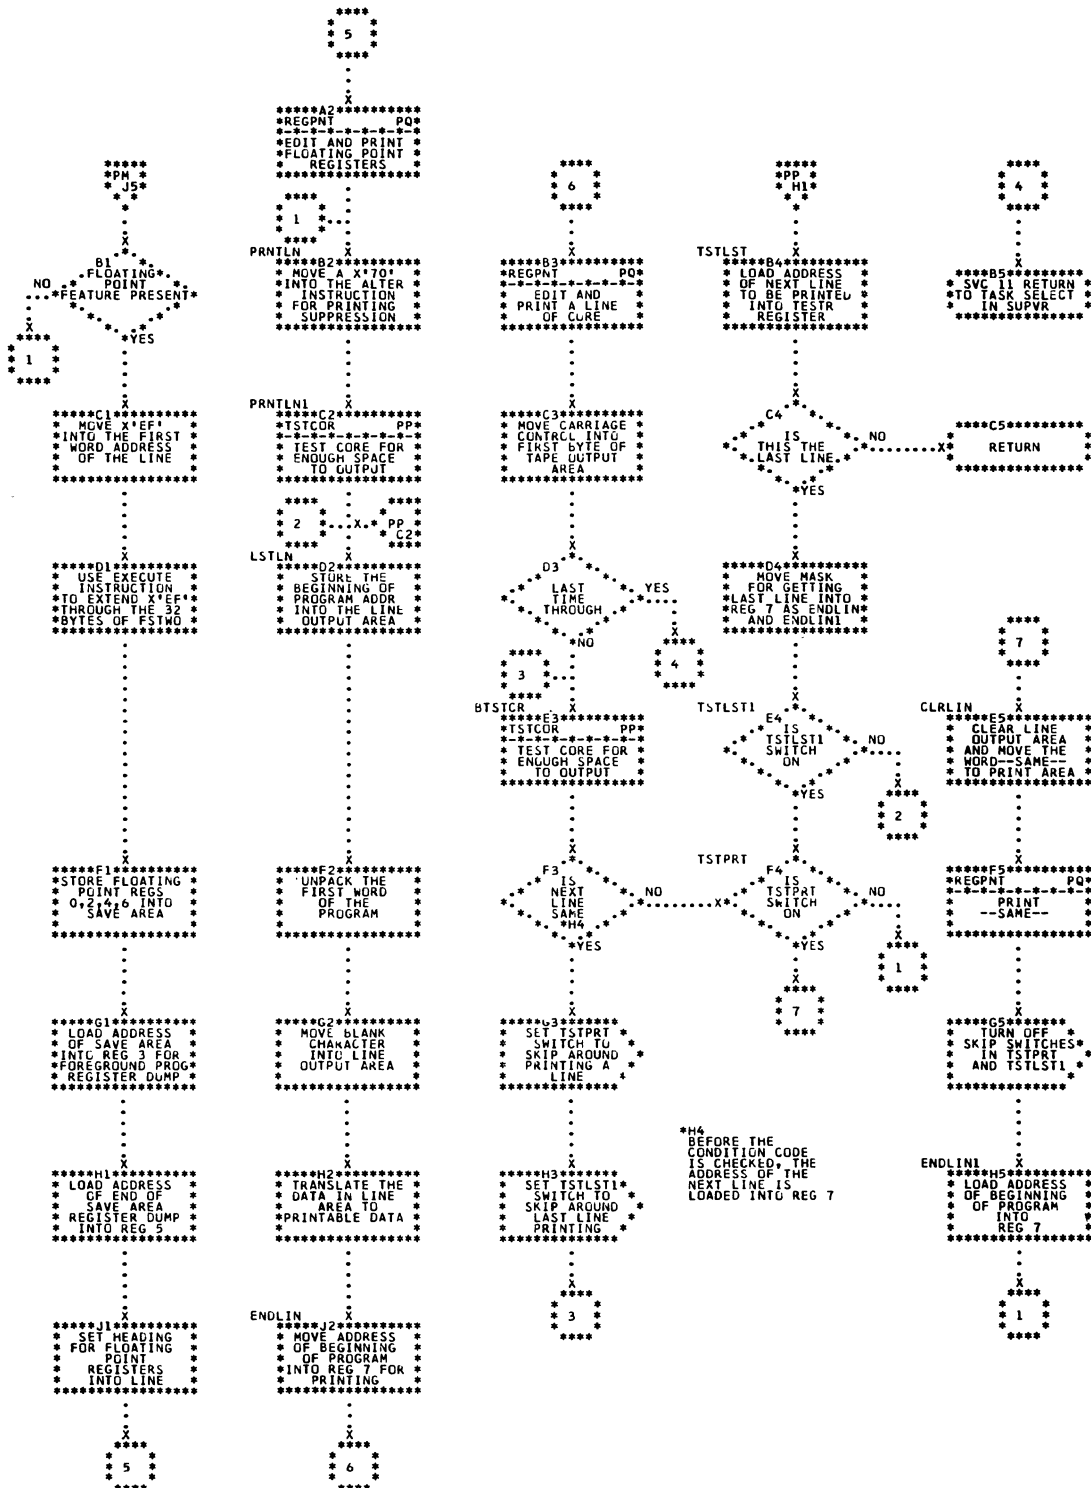 5
A2
REGPNT PQ
EDIT AND PRINT
FLOATING POINT
REGISTERS
PM
J5
1
B1
FLOATING
POINT
FEATURE PRESENT
NO
YES
1
PRNTLN
B2
MOVE A X'70'
INTO THE ALTER
INSTRUCTION
FOR PRINTING
SUPPRESSION
6
B3
REGPNT PQ
EDIT AND
PRINT A LINE
OF CORE
PP
H1
TSTLST
B4
LOAD ADDRESS
OF NEXT LINE
TO BE PRINTED
INTO TESTR
REGISTER
4
B5
SVC 11 RETURN
TO TASK SELECT
IN SUPVR
C1
MOVE X'EF'
INTO THE FIRST
WORD ADDRESS
OF THE LINE
PRNTLN1
C2
TSTCOR PP
TEST CORE FOR
ENOUGH SPACE
TO OUTPUT
C3
MOVE CARRIAGE
CONTROL INTO
FIRST BYTE OF
TAPE OUTPUT
AREA
C4
IS
THIS THE
LAST LINE
NO
YES
C5
RETURN
2
PP
C2
D1
USE EXECUTE
INSTRUCTION
TO EXTEND X'EF'
THROUGH THE 32
BYTES OF FSTWO
LSTLN
D2
STORE THE
BEGINNING OF
PROGRAM ADDR
INTO THE LINE
OUTPUT AREA
D3
LAST
TIME
THROUGH
YES
NO
4
D4
MOVE MASK
FOR GETTING
LAST LINE INTO
REG 7 AS ENDLIN
AND ENDLIN1
7
3
BTSTCR
E3
TSTCOR PP
TEST CORE FOR
ENOUGH SPACE
TO OUTPUT
TSTLST1
E4
IS
TSTLST1
SWITCH
ON
NO
YES
2
CLRLIN
E5
CLEAR LINE
OUTPUT AREA
AND MOVE THE
WORD--SAME--
TO PRINT AREA
F1
STORE FLOATING
POINT REGS
0,2,4,6 INTO
SAVE AREA
F2
UNPACK THE
FIRST WORD
OF THE
PROGRAM
F3
IS
NEXT
LINE
SAME
*H4
NO
YES
TSTPRT
F4
IS
TSTPRT
SWITCH
ON
NO
YES
1
7
F5
REGPNT PQ
PRINT
--SAME--
G1
LOAD ADDRESS
OF SAVE AREA
INTO REG 3 FOR
FOREGROUND PROG
REGISTER DUMP
G2
MOVE BLANK
CHARACTER
INTO LINE
OUTPUT AREA
G3
SET TSTPRT
SWITCH TO
SKIP AROUND
PRINTING A
LINE
G5
TURN OFF
SKIP SWITCHES
IN TSTPRT
AND TSTLST1
H1
LOAD ADDRESS
OF END OF
SAVE AREA
REGISTER DUMP
INTO REG 5
H2
TRANSLATE THE
DATA IN LINE
AREA TO
PRINTABLE DATA
H3
SET TSTLST1
SWITCH TO
SKIP AROUND
LAST LINE
PRINTING
*H4
BEFORE THE
CONDITION CODE
IS CHECKED, THE
ADDRESS OF THE
NEXT LINE IS
LOADED INTO REG 7
ENDLIN1
H5
LOAD ADDRESS
OF BEGINNING
OF PROGRAM
INTO
REG 7
J1
SET HEADING
FOR FLOATING
POINT
REGISTERS
INTO LINE
ENDLIN
J2
MOVE ADDRESS
OF BEGINNING
OF PROGRAM
INTO REG 7 FOR
PRINTING
3
1
5
6